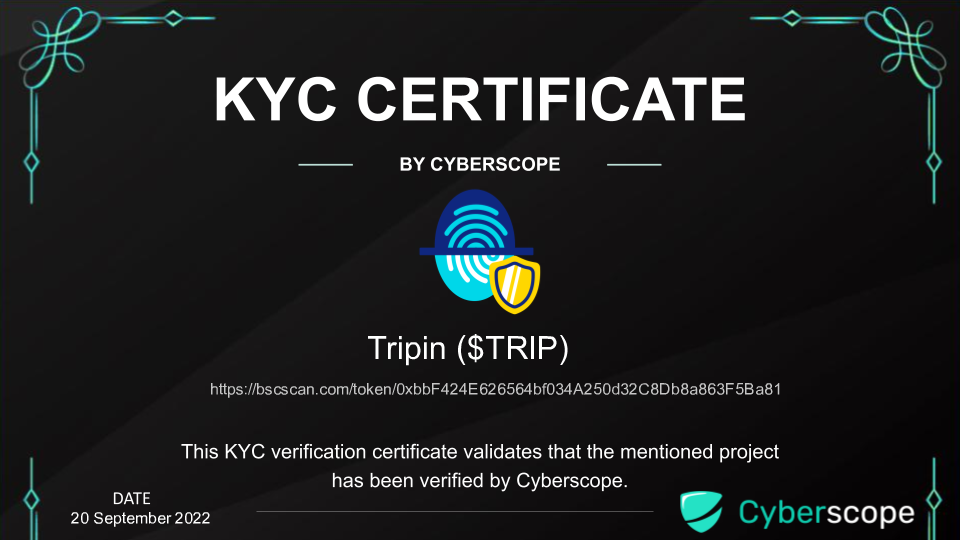 KYC CERTIFICATE
BY CYBERSCOPE
Tripin ($TRIP)
https://bscscan.com/token/0xbbF424E626564bf034A250d32C8Db8a863F5Ba81
This KYC verification certificate validates that the mentioned project
has been verified by Cyberscope.
DATE
20 September 2022
Cyberscope